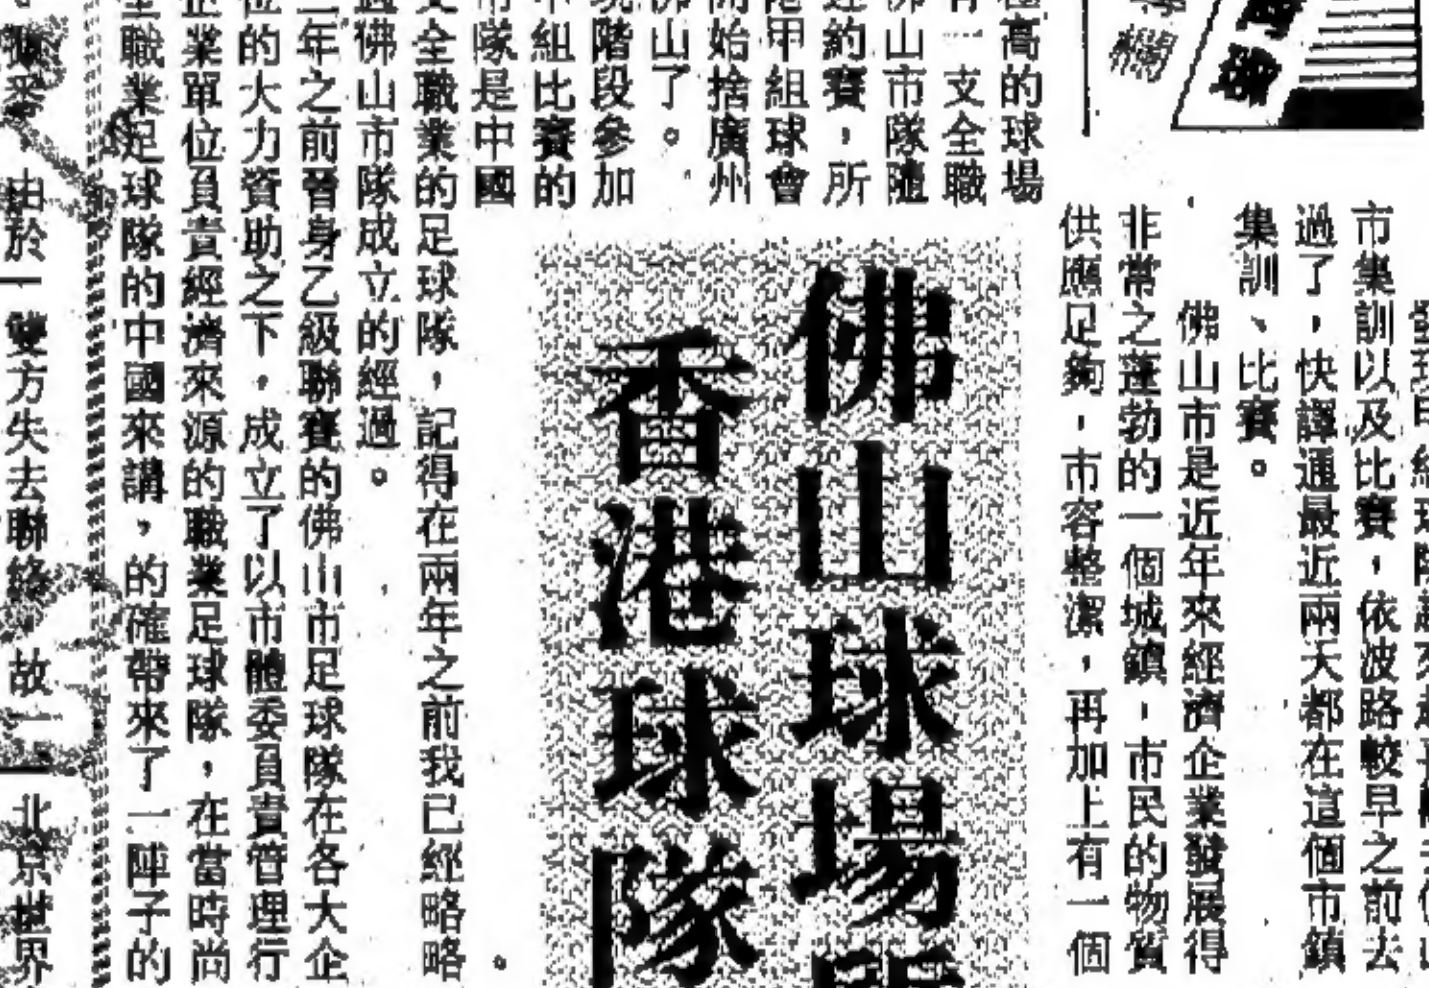 專欄
市集訓以及比賽，依波路較早之前去
過了，快譯通最近兩天都在這個市鎮
集訓、比賽。
佛山市是近年來經濟企業發展得
非常之蓬勃的一個城鎮，市民的物質
供應足夠，市容整潔，再加上有一個
高的球場
一支全職
佛山市隊隨
約賽，所
港甲組球會
開始捨廣州
佛山了。
現階段參加
組比賽的
市隊是中國
全職業的足球隊，記得在兩年之前我已經略略
過佛山市隊成立的經過。
年之前晉身乙級聯賽的佛山市足球隊在各大企
位的大力資助之下，成立了以市體委員責管理行
企業單位負責經濟來源的職業足球隊，在當時尚
全職業足球隊的中國來講，的確帶來了一陣子的
佛山球場
香港球隊
由於一雙方失去聯絡，故一一北京世界